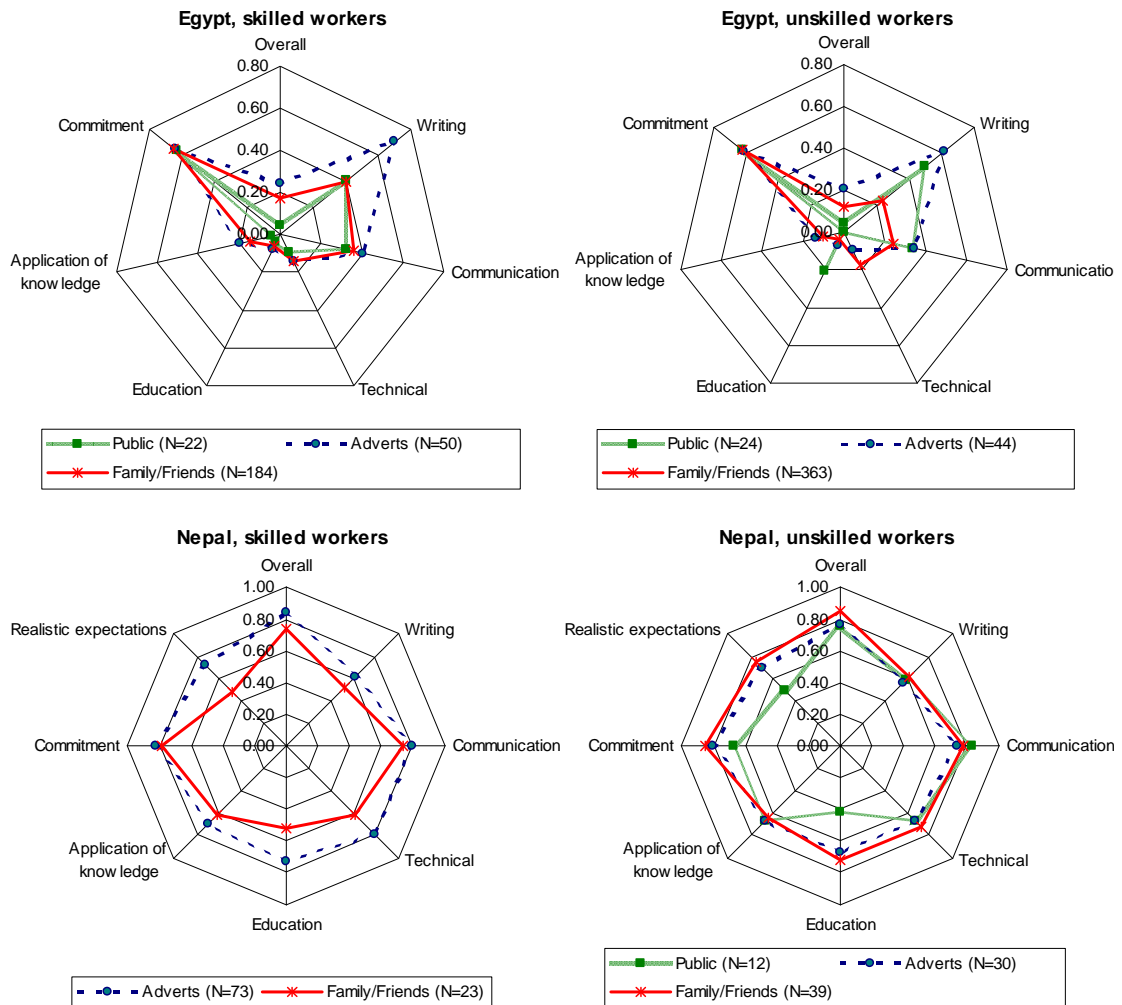 Egypt, skilled workers
Overall
0.80
0.60
0.40
0.20
0.00
Writing
Communication
Technical
Education
Application of
know ledge
Commitment
Public (N=22)
Adverts (N=50)
Family/Friends (N=184)
Egypt, unskilled workers
Overall
0.80
0.60
0.40
0.20
0.00
Writing
Communicatio
Technical
Education
Application of
know ledge
Commitment
Public (N=24)
Adverts (N=44)
Family/Friends (N=363)
Nepal, skilled workers
Overall
1.00
0.80
0.60
0.40
0.20
0.00
Writing
Communication
Technical
Education
Application of
know ledge
Commitment
Realistic expectations
Adverts (N=73)
Family/Friends (N=23)
Nepal, unskilled workers
Overall
1.00
0.80
0.60
0.40
0.20
0.00
Writing
Communication
Technical
Education
Application of
know ledge
Commitment
Realistic expectations
Public (N=12)
Adverts (N=30)
Family/Friends (N=39)